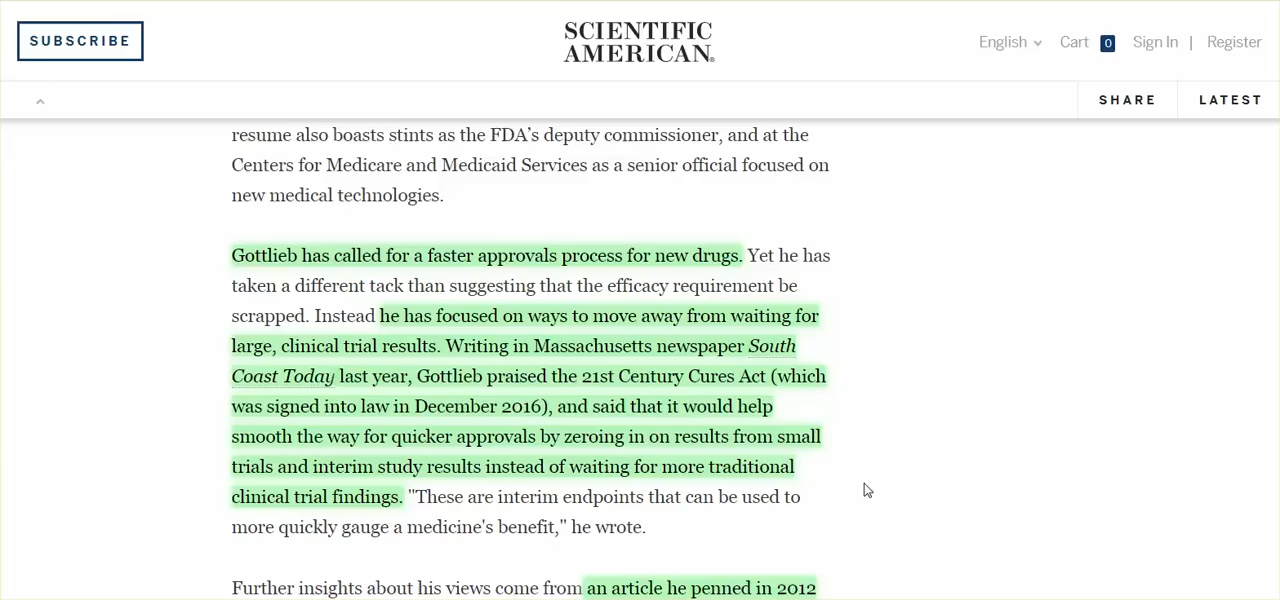 SUBSCRIBE
SCIENTIFIC
AMERICAN®
English
Cart 0
Sign In | Register
SHARE
LATEST
resume also boasts stints as the FDA’s deputy commissioner, and at the
Centers for Medicare and Medicaid Services as a senior official focused on
new medical technologies.
Gottlieb has called for a faster approvals process for new drugs. Yet he has
taken a different tack than suggesting that the efficacy requirement be
scrapped. Instead he has focused on ways to move away from waiting for
large, clinical trial results. Writing in Massachusetts newspaper South
Coast Today last year, Gottlieb praised the 21st Century Cures Act (which
was signed into law in December 2016), and said that it would help
smooth the way for quicker approvals by zeroing in on results from small
trials and interim study results instead of waiting for more traditional
clinical trial findings. "These are interim endpoints that can be used to
more quickly gauge a medicine's benefit," he wrote.
Further insights about his views come from an article he penned in 2012